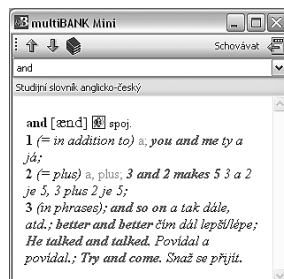 multiBANK Mini
Schovávat
and
Studijní slovník anglicko-český
and [ænd] spoj.
1 (= in addition to) a; you and me ty a
já;
2 (= plus) a, plus; 3 and 2 makes 5 3 a 2
je 5, 3 plus 2 je 5;
3 (in phrases); and so on a tak dále,
atd.; better and better čím dál lepší/lépe;
He talked and talked. Povídal a
povídal.; Try and come. Snaž se přijít.